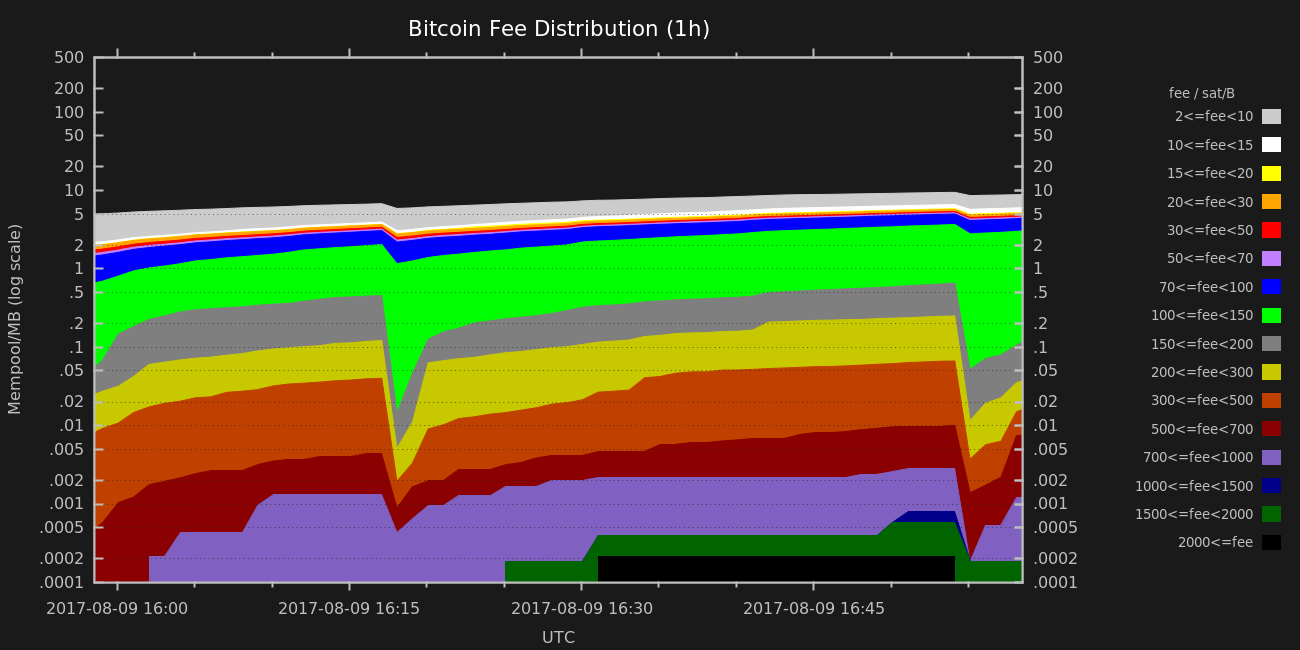 Bitcoin Fee Distribution (1h)
500
200
100
50
20
10
5
2
1
.5
.2
.1
.05
.02
.01
.005
.002
.001
.0005
.0002
.0001
Mempool/MB (log scale)
500
200
100
50
20
10
5
2
1
.5
.2
.1
.05
.02
.01
.005
.002
.001
.0005
.0002
.0001
2017-08-09 16:00 2017-08-09 16:15 2017-08-09 16:30 2017-08-09 16:45
UTC
fee / sat/B
2<=fee<10
10<=fee<15
15<=fee<20
20<=fee<30
30<=fee<50
50<=fee<70
70<=fee<100
100<=fee<150
150<=fee<200
200<=fee<300
300<=fee<500
500<=fee<700
700<=fee<1000
1000<=fee<1500
1500<=fee<2000
2000<=fee